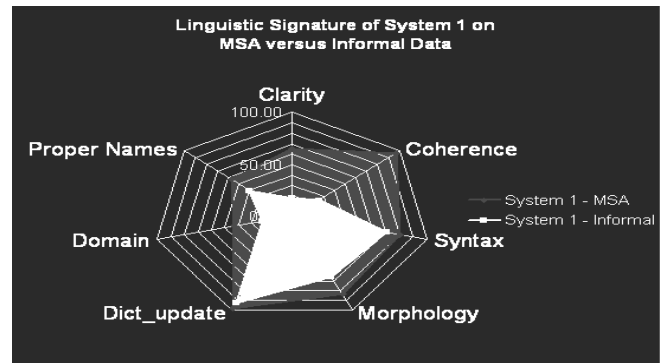 Linguistic Signature of System 1 on
MSA versus Informal Data
Clarity
100.00
Proper Names
Coherence
50.00
System 1 - MSA
System 1 - Informal
Domain
Syntax
Dict_update
Morphology